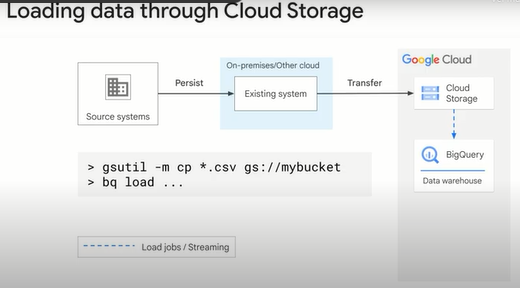 Loading data through Cloud Storage
On-premises/Other cloud
Google Cloud
Persist
Transfer
Existing system
Cloud
Storage
Source systems
BigQuery
Data warehouse
> gsutil -m cp *.csv gs://mybucket
> bq load ...
Load jobs / Streaming